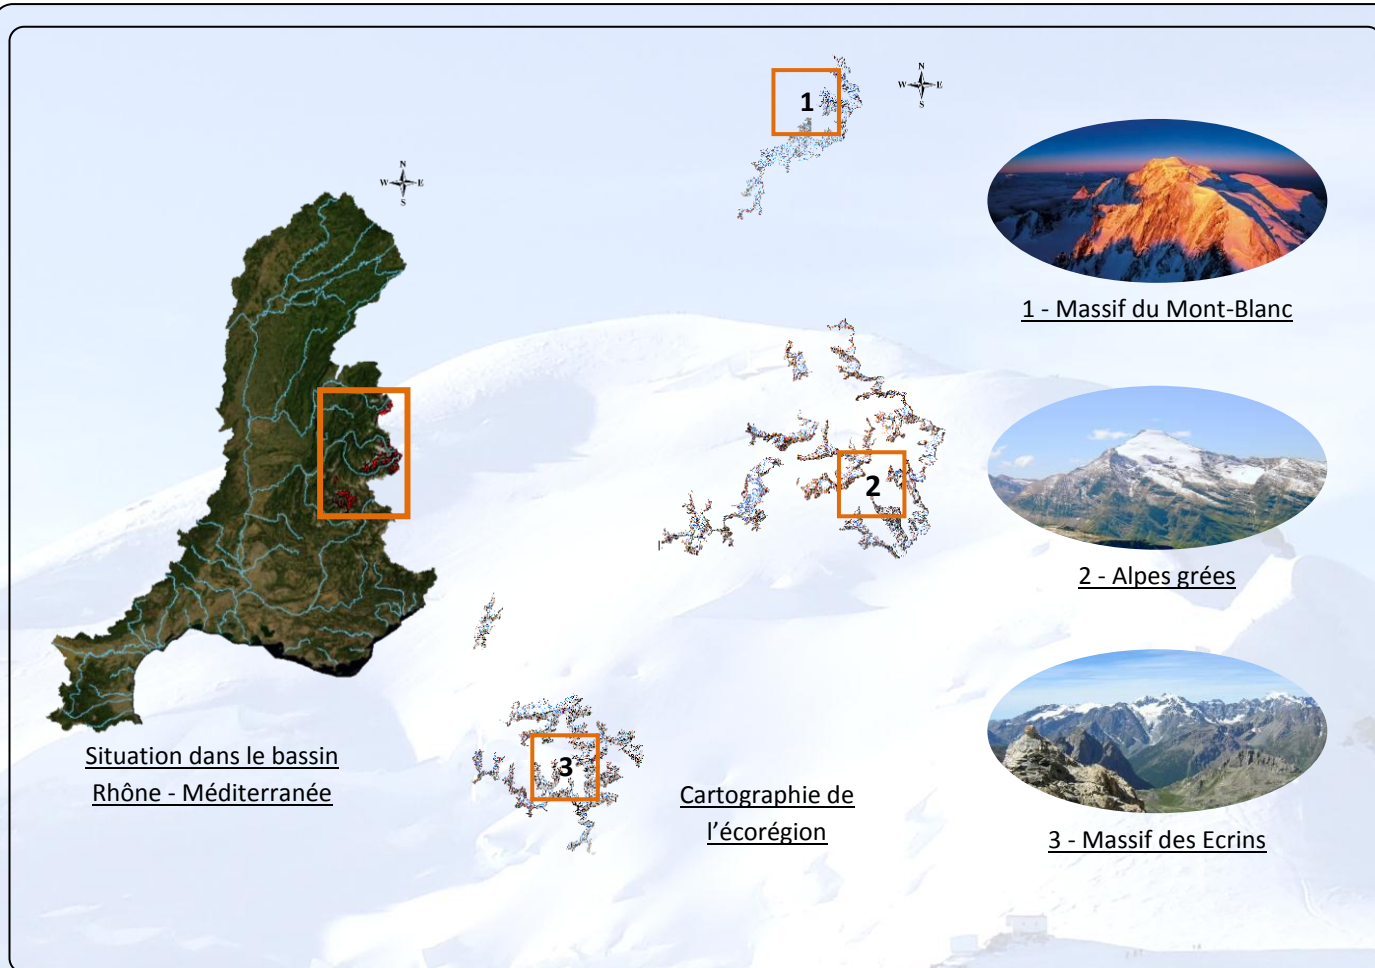 N
W E
S
1
N
W E
S
1 - Massif du Mont-Blanc
2
2 - Alpes grées
3
Situation dans le bassin
Rhône - Méditerranée
Cartographie de
l’écorégion
3 - Massif des Ecrins